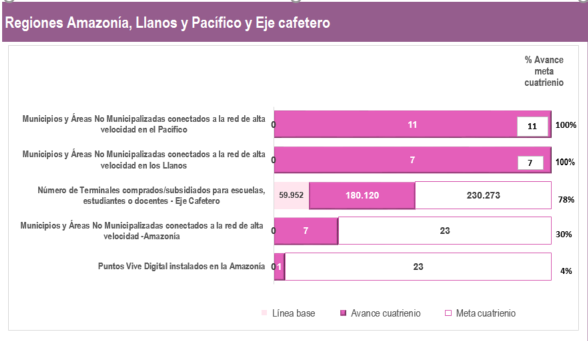 Regiones Amazonía, Llanos y Pacífico y Eje cafetero
% Avance
meta
cuatrienio
Municipios y Áreas No Municipalizadas conectados a la red de alta
velocidad en el Pacífico
0
11
11
100%
Municipios y Áreas No Municipalizadas conectados a la red de alta
velocidad en los Llanos
0
7
7
100%
Número de Terminales comprados/subsidiados para escuelas,
estudiantes o docentes - Eje Cafetero
59.952
180.120
230.273
78%
Municipios y Áreas No Municipalizadas conectados a la red de alta
velocidad -Amazonia
0
7
23
30%
Puntos Vive Digital instalados en la Amazonía
0
1
23
4%
Línea base
Avance cuatrienio
Meta cuatrienio